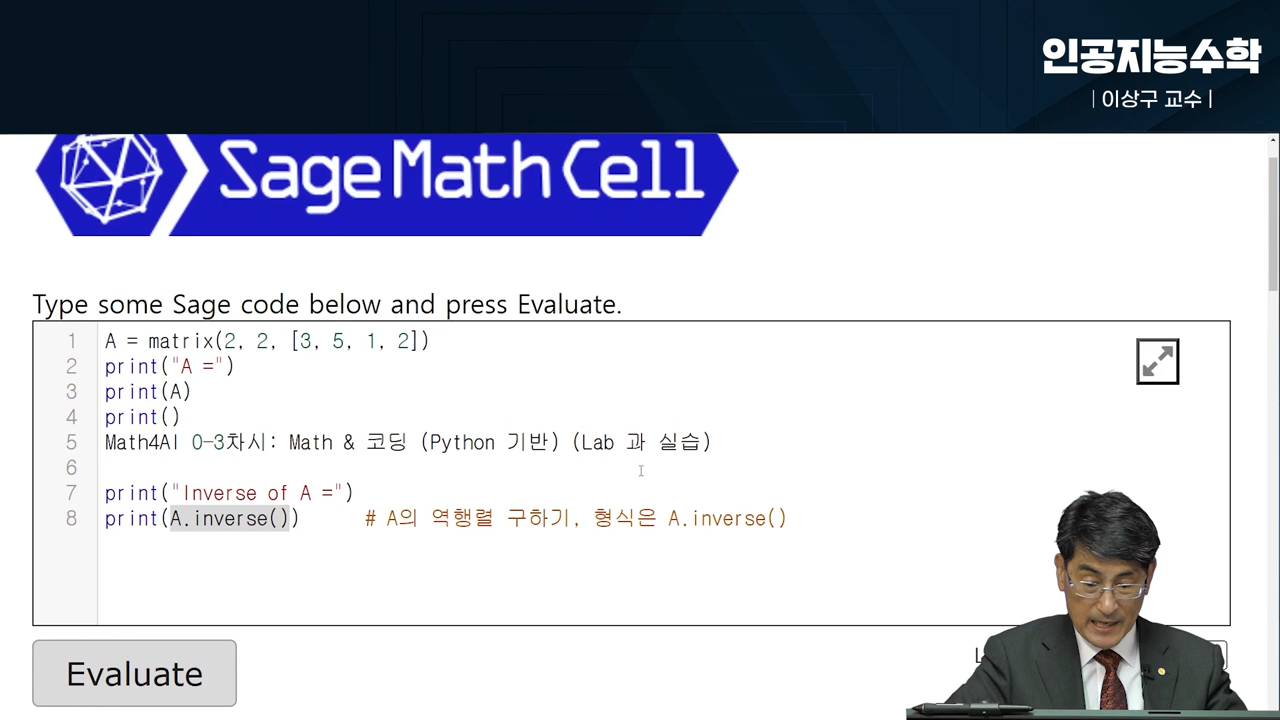 인공지능수학
| 이상구 교수 |
SageMathCell
Type some Sage code below and press Evaluate.
1 A = matrix(2, 2, [3, 5, 1, 2])
2 print("A =")
3 print(A)
4 print()
5 Math4AI 0-3차시: Math & 코딩 (Python 기반) (Lab 과 실습)
6
7 print("Inverse of A =")
8 print(A.inverse()) # A의 역행렬 구하기, 형식은 A.inverse()
Evaluate